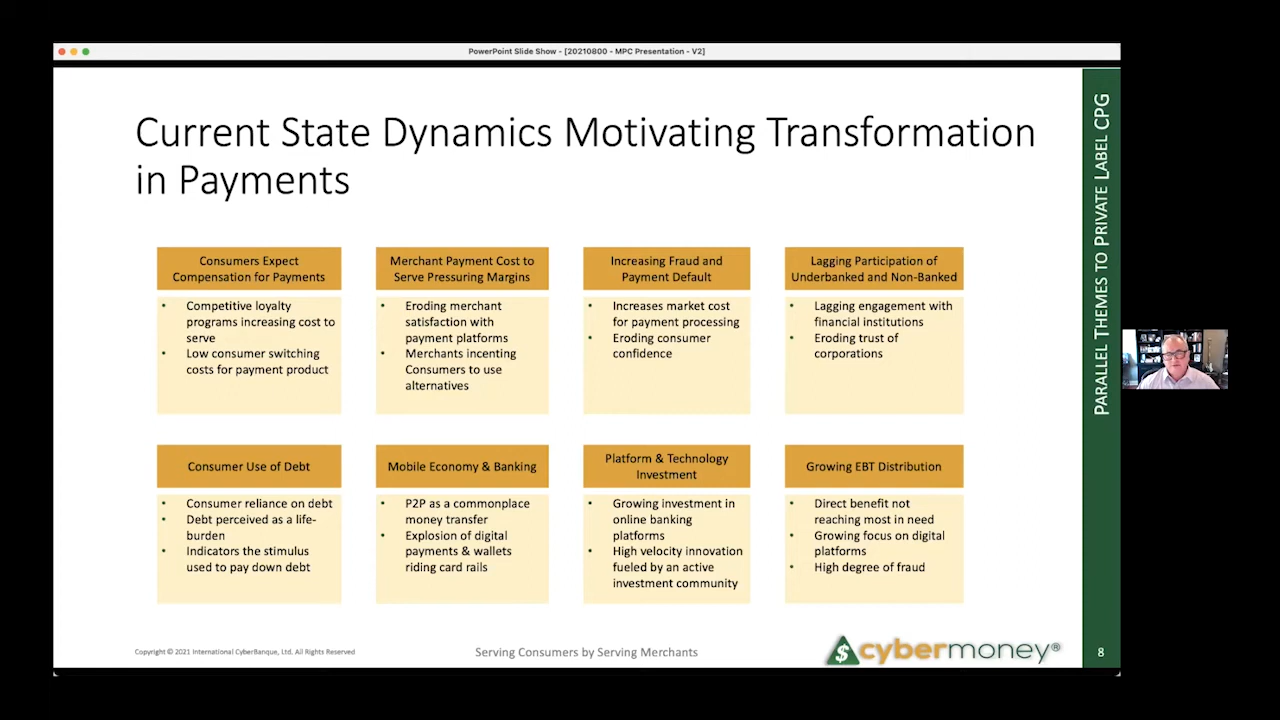 PowerPoint Slide Show - [20210800 - MPC Presentation - V2]
Current State Dynamics Motivating Transformation
in Payments
Consumers Expect
Compensation for Payments
• Competitive loyalty
programs increasing cost to
serve
• Low consumer switching
costs for payment product
Merchant Payment Cost to
Serve Pressuring Margins
• Eroding merchant
satisfaction with
payment platforms
• Merchants incenting
Consumers to use
alternatives
Increasing Fraud and
Payment Default
• Increases market cost
for payment processing
• Eroding consumer
confidence
Lagging Participation of
Underbanked and Non-Banked
• Lagging engagement with
financial institutions
• Eroding trust of
corporations
Consumer Use of Debt
• Consumer reliance on debt
• Debt perceived as a life-
burden
• Indicators the stimulus
used to pay down debt
Mobile Economy & Banking
• P2P as a commonplace
money transfer
• Explosion of digital
payments & wallets
riding card rails
Platform & Technology
Investment
• Growing investment in
online banking
platforms
• High velocity innovation
fueled by an active
investment community
Growing EBT Distribution
• Direct benefit not
reaching most in need
• Growing focus on digital
platforms
• High degree of fraud
PARALLEL THEMES TO PRIVATE LABEL CPG
Copyright © 2021 International CyberBanque, Ltd. All Rights Reserved
Serving Consumers by Serving Merchants
$ cybermoney®
8